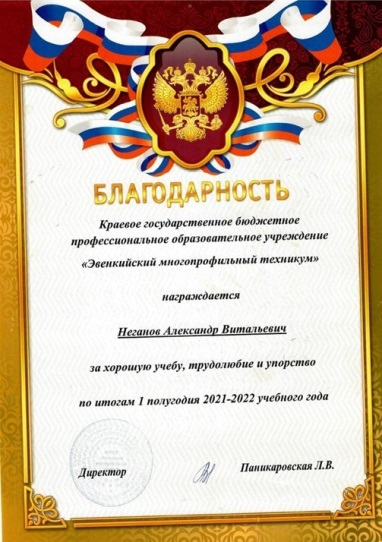 БЛАГОДАРНОСТЬ
Краевое государственное бюджетное
профессиональное образовательное учреждение
«Эвенкийский многопрофильный техникум»
награждается
Неганов Александр Витальевич
за хорошую учебу, трудолюбие и упорство
по итогам 1 полугодия 2021-2022 учебного года
Директор
Паникаровская Л.В.